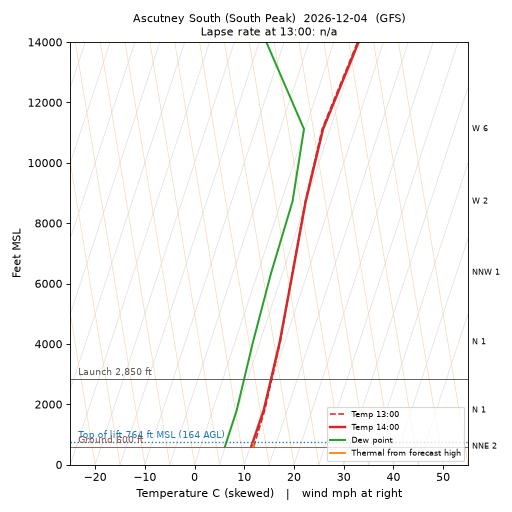 Ascutney South (South Peak)  2026-12-04  (GFS)
Lapse rate at 13:00: n/a
14000
12000
10000
8000
6000
4000
2000
0
Feet MSL
W 6
W 2
NNW 1
N 1
N 1
NNE 2
Launch 2,850 ft
Top of lift 764 ft MSL (164 AGL)
Ground 600 ft
Temp 13:00
Temp 14:00
Dew point
Thermal from forecast high
−20
−10
0
10
20
30
40
50
Temperature C (skewed)   |   wind mph at right